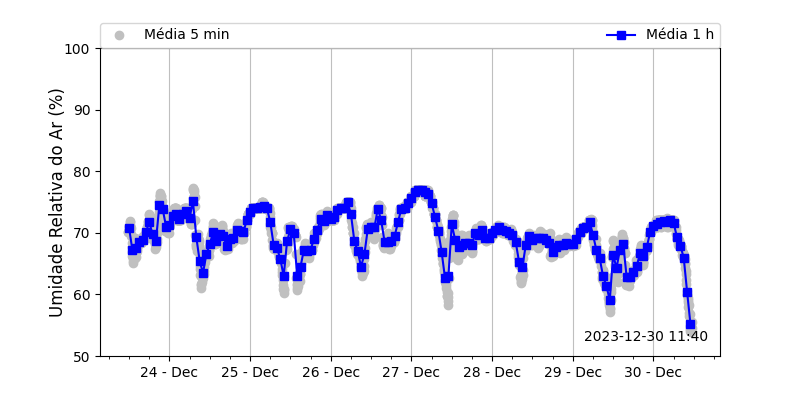 Média 5 min
Média 1 h
Umidade Relativa do Ar (%)
100
90
80
70
60
50
2023-12-30 11:40
24 - Dec
25 - Dec
26 - Dec
27 - Dec
28 - Dec
29 - Dec
30 - Dec